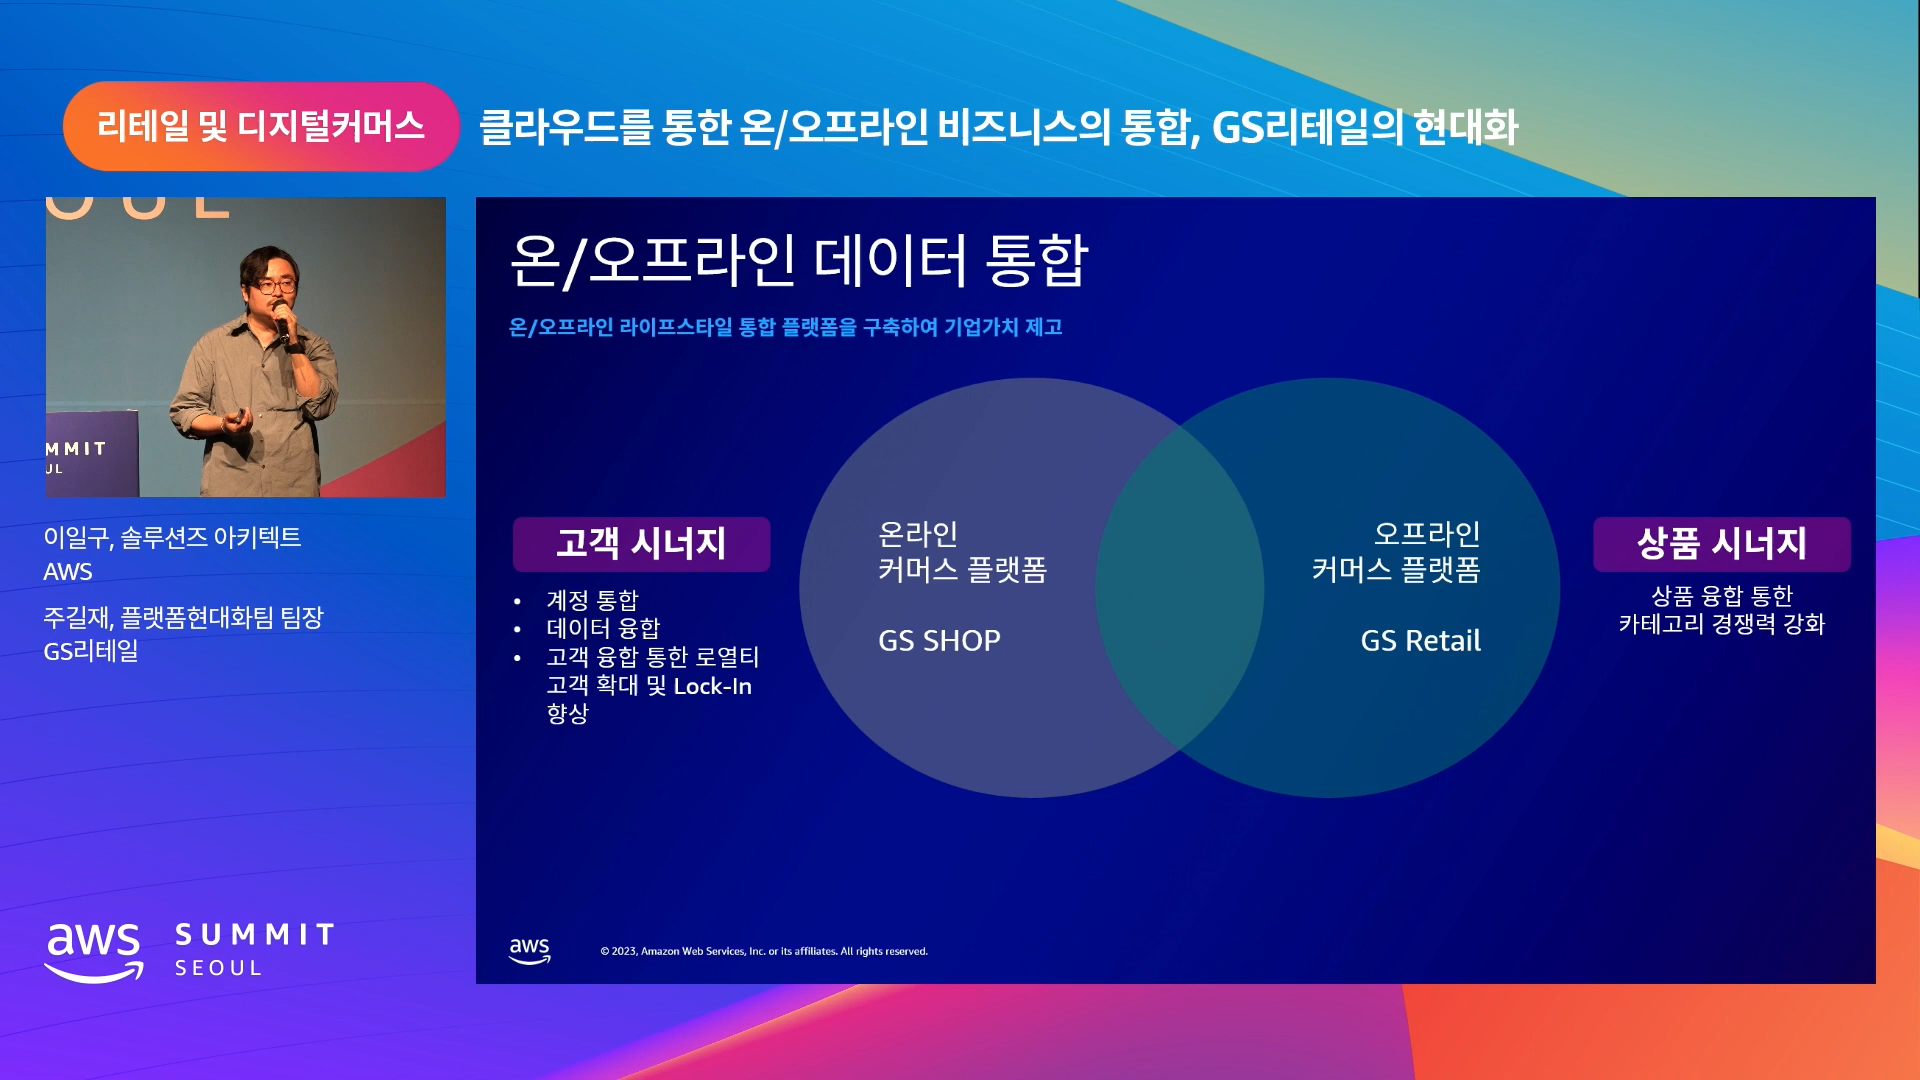 리테일 및 디지털커머스
클라우드를 통한 온/오프라인 비즈니스의 통합, GS리테일의 현대화
OUL
MMIT
UL
이일구, 솔루션즈 아키텍트
AWS
주길재, 플랫폼현대화팀 팀장
GS리테일
aws
SUMMIT
SEOUL
온/오프라인 데이터 통합
온/오프라인 라이프스타일 통합 플랫폼을 구축하여 기업가치 제고
고객 시너지
• 계정 통합
• 데이터 융합
• 고객 융합 통한 로열티
고객 확대 및 Lock-In
향상
온라인
커머스 플랫폼
GS SHOP
오프라인
커머스 플랫폼
GS Retail
상품 시너지
상품 융합 통한
카테고리 경쟁력 강화
aws
© 2023, Amazon Web Services, Inc. or its affiliates. All rights reserved.